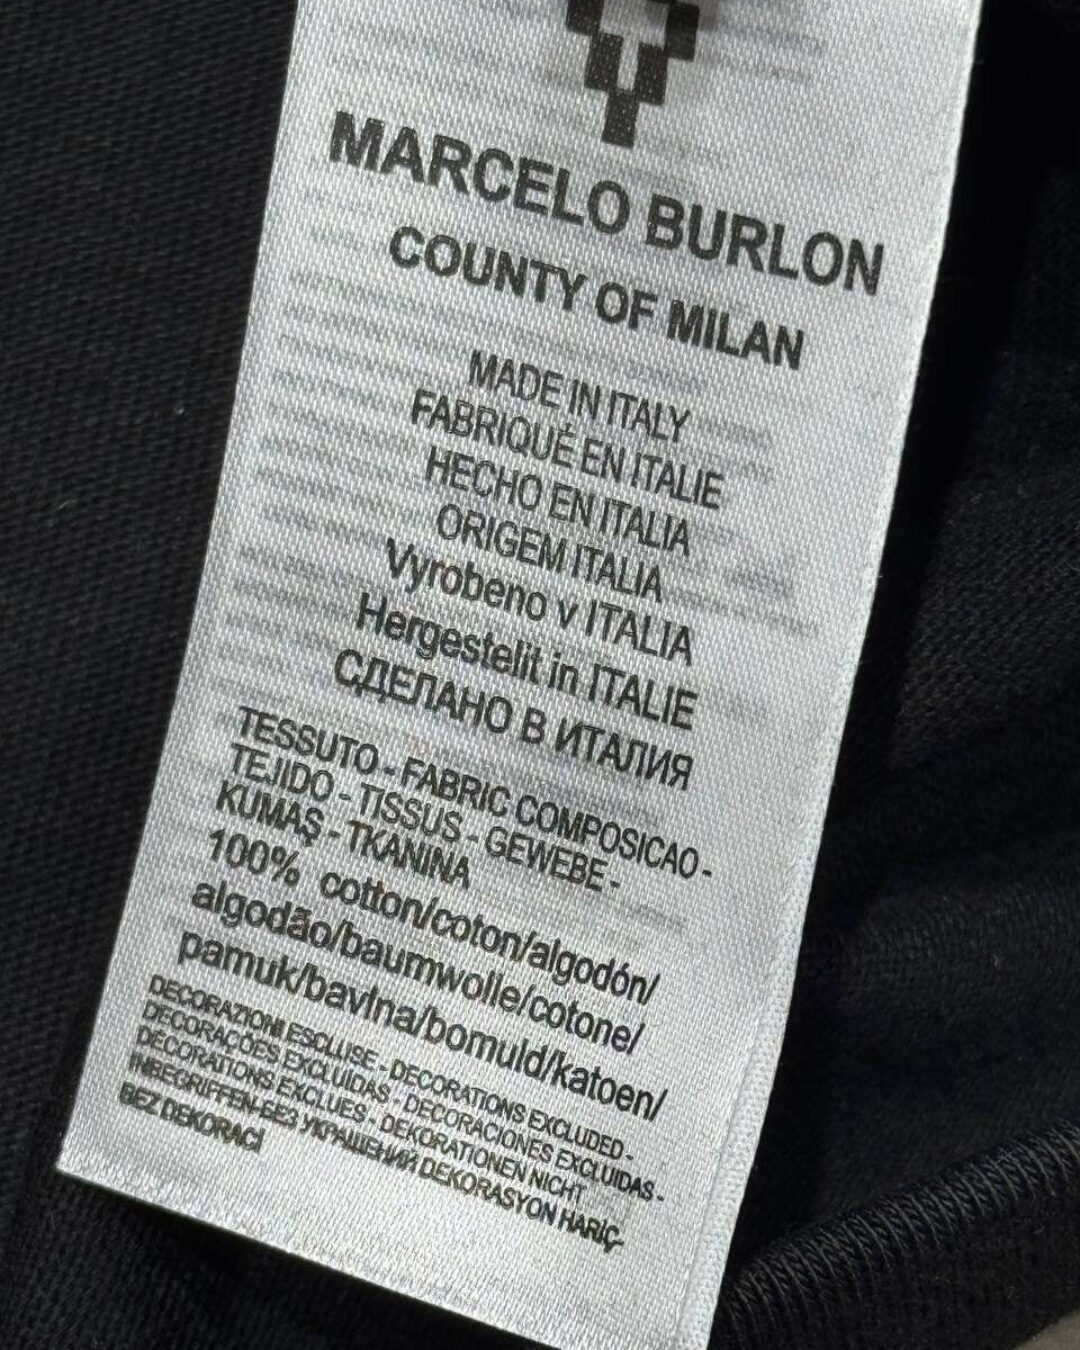 MARCELO BURLON
COUNTY OF MILAN
MADE IN ITALY
FABRIQUÉ EN ITALIE
HECHO EN ITALIA
ORIGEM ITALIA
Vyrobeno v ITALIA
Hergestelit in ITALIE
СДЕЛАНО В ИТАЛИЯ
TESSUTO - FABRIC COMPOSICAO -
TEJIDO - TISSUS - GEWEBE -
KUMAŞ - TKANINA
100% cotton/coton/algodón/
algodão/baumwolle/cotone/
pamuk/bavlna/bomuld/katoen/
DECORAZIONI ESCLUSE - DECORATIONS EXCLUDED -
DECORAÇÕES EXCLUIDAS - DECORACIONES EXCLUIDAS -
DÉCORATIONS EXCLUES - DEKORATIONEN NICHT
INBEGRIFFEN-БЕЗ УКРАШЕНИЙ DEKORASYON HARİÇ-
BEZ DEKORACÍ